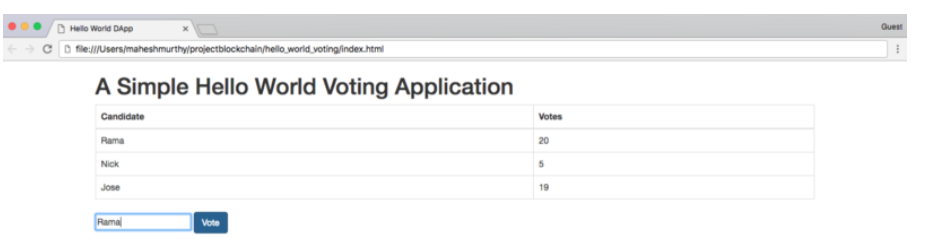 Hello World DApp
Guest
file:///Users/maheshmurthy/projectblockchain/hello_world_voting/index.html
A Simple Hello World Voting Application
Candidate Votes
Rama 20
Nick 5
Jose 19
Rama Vote